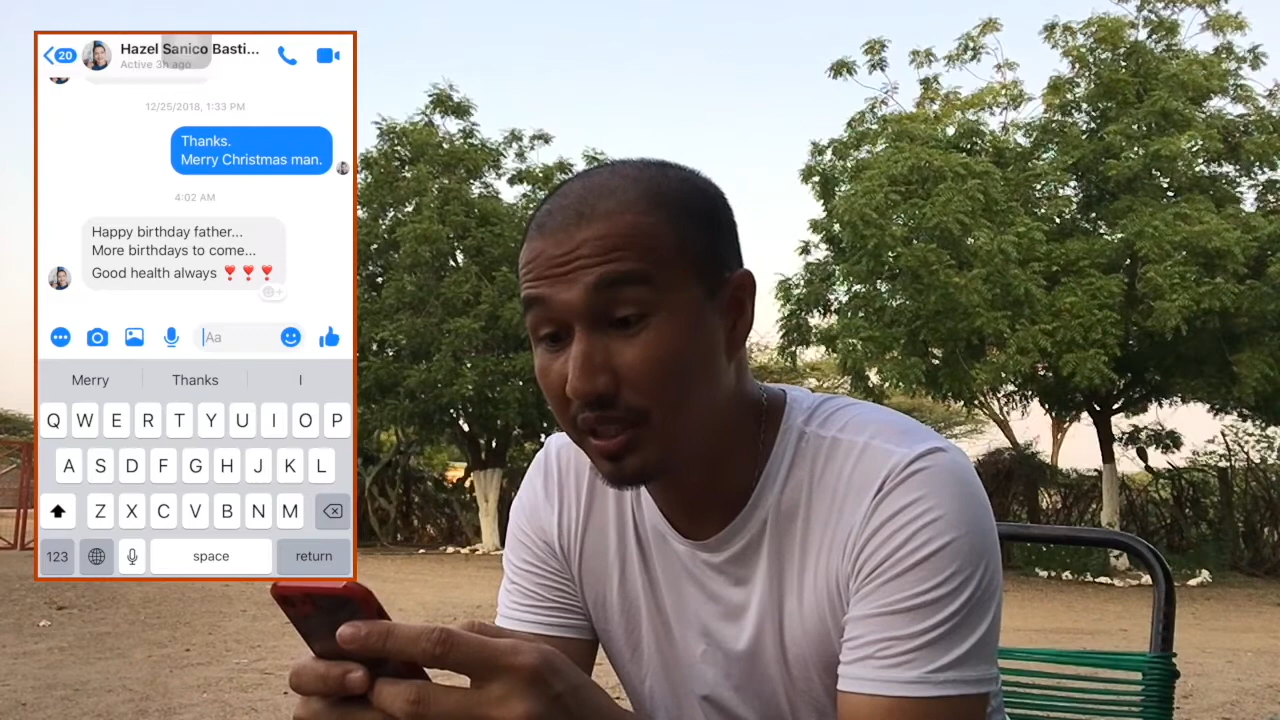 20
Hazel Sanico Basti...
Active 3h ago
12/25/2018, 1:33 PM
Thanks.
Merry Christmas man.
4:02 AM
Happy birthday father...
More birthdays to come...
Good health always ❣❣❣
Aa
Merry Thanks I
Q W E R T Y U I O P
A S D F G H J K L
Z X C V B N M
123 space return